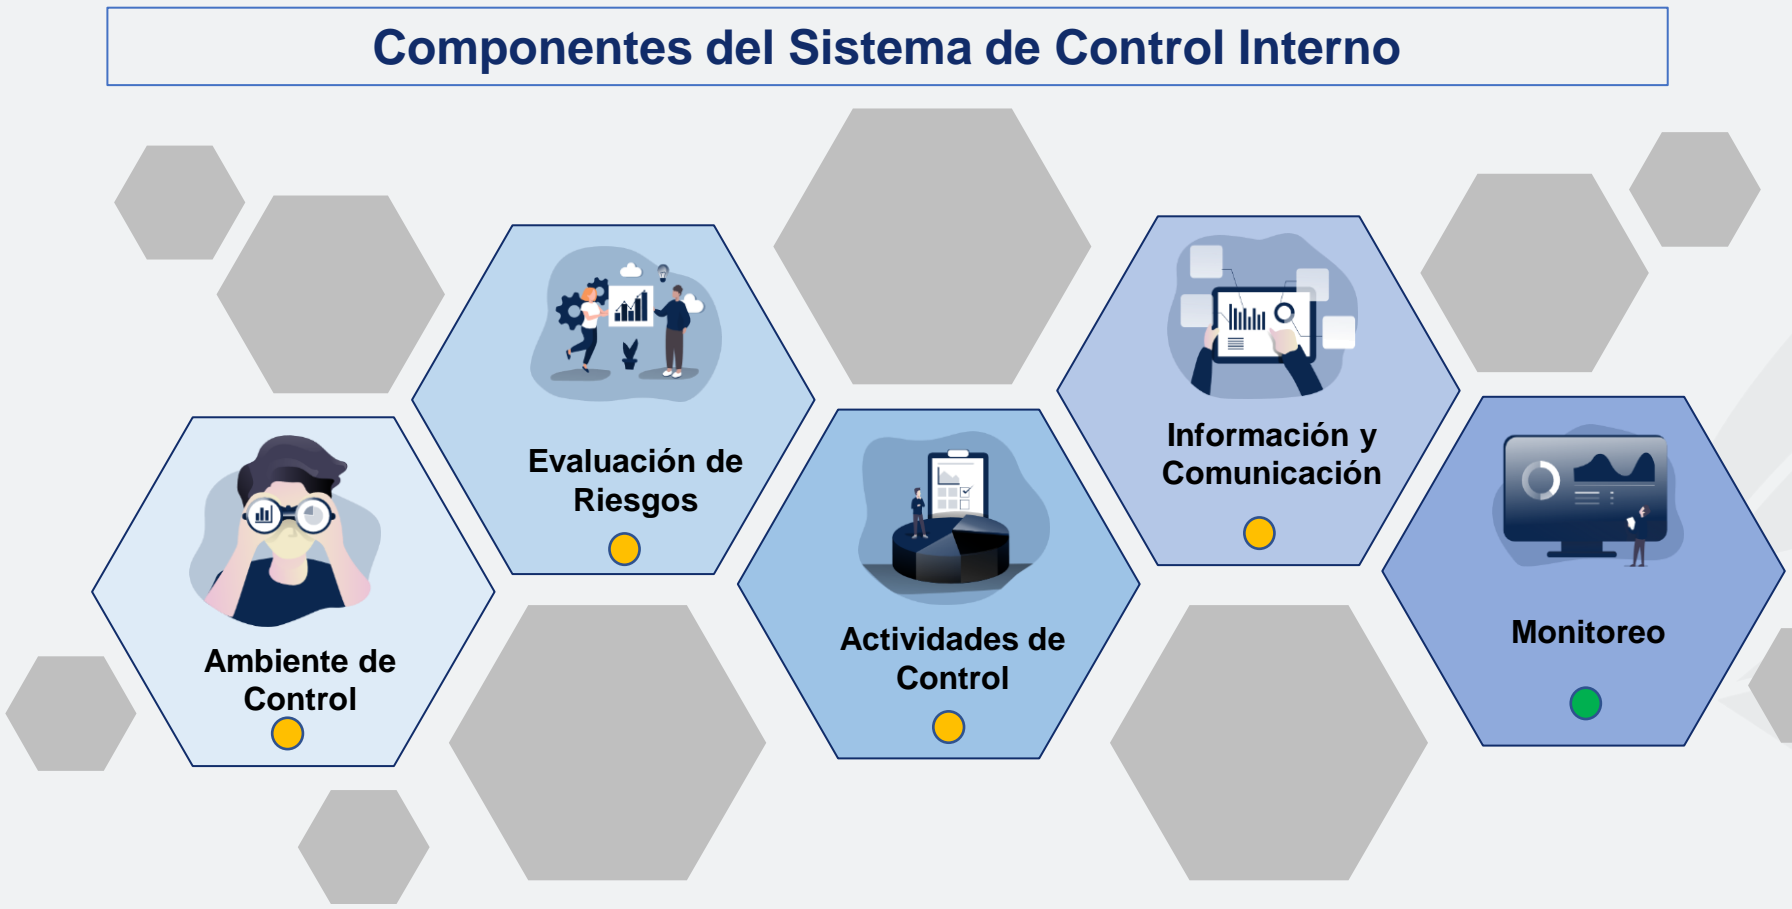 Componentes del Sistema de Control Interno
Ambiente de
Control
Evaluación de
Riesgos
Actividades de
Control
Información y
Comunicación
Monitoreo